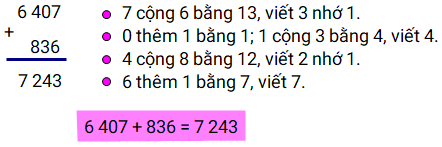 6 407
+
836
7 243
7 cộng 6 bằng 13, viết 3 nhớ 1.
0 thêm 1 bằng 1; 1 cộng 3 bằng 4, viết 4.
4 cộng 8 bằng 12, viết 2 nhớ 1.
6 thêm 1 bằng 7, viết 7.
6 407 + 836 = 7 243